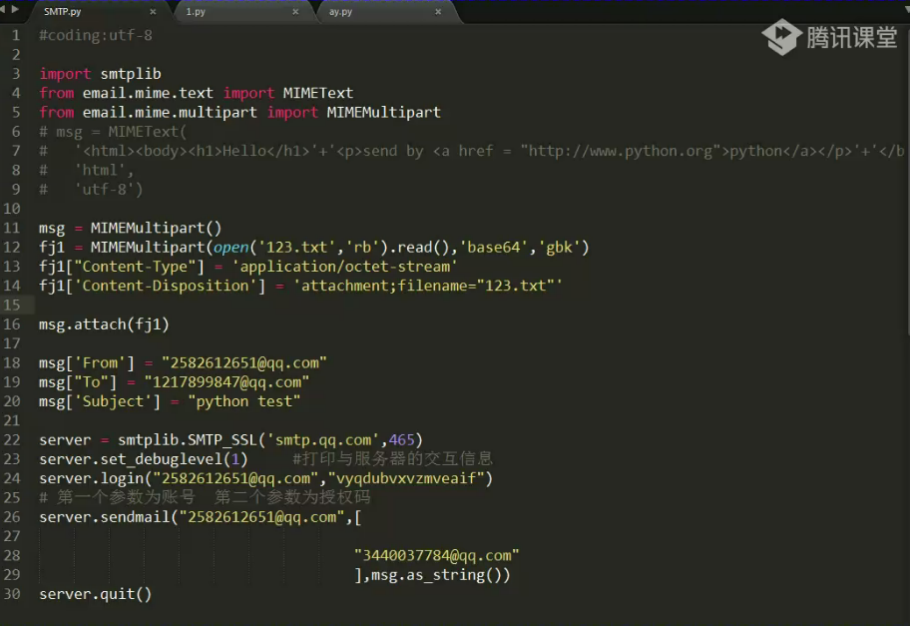 SMTP.py × 1.py × ay.py ×
腾讯课堂
1 #coding:utf-8
2
3 import smtplib
4 from email.mime.text import MIMEText
5 from email.mime.multipart import MIMEMultipart
6 # msg = MIMEText(
7 #   '<html><body><h1>Hello</h1>'+'<p>send by <a href = "http://www.python.org">python</a></p>'+'</b
8 #   'html',
9 #   'utf-8')
10
11 msg = MIMEMultipart()
12 fj1 = MIMEMultipart(open('123.txt','rb').read(),'base64','gbk')
13 fj1["Content-Type"] = 'application/octet-stream'
14 fj1['Content-Disposition'] = 'attachment;filename="123.txt"'
15
16 msg.attach(fj1)
17
18 msg['From'] = "2582612651@qq.com"
19 msg["To"] = "1217899847@qq.com"
20 msg['Subject'] = "python test"
21
22 server = smtplib.SMTP_SSL('smtp.qq.com',465)
23 server.set_debuglevel(1)     #打印与服务器的交互信息
24 server.login("2582612651@qq.com","vyqdubvxvzmveaif")
25 # 第一个参数为账号  第二个参数为授权码
26 server.sendmail("2582612651@qq.com",[
27
28 "3440037784@qq.com"
29 ],msg.as_string())
30 server.quit()